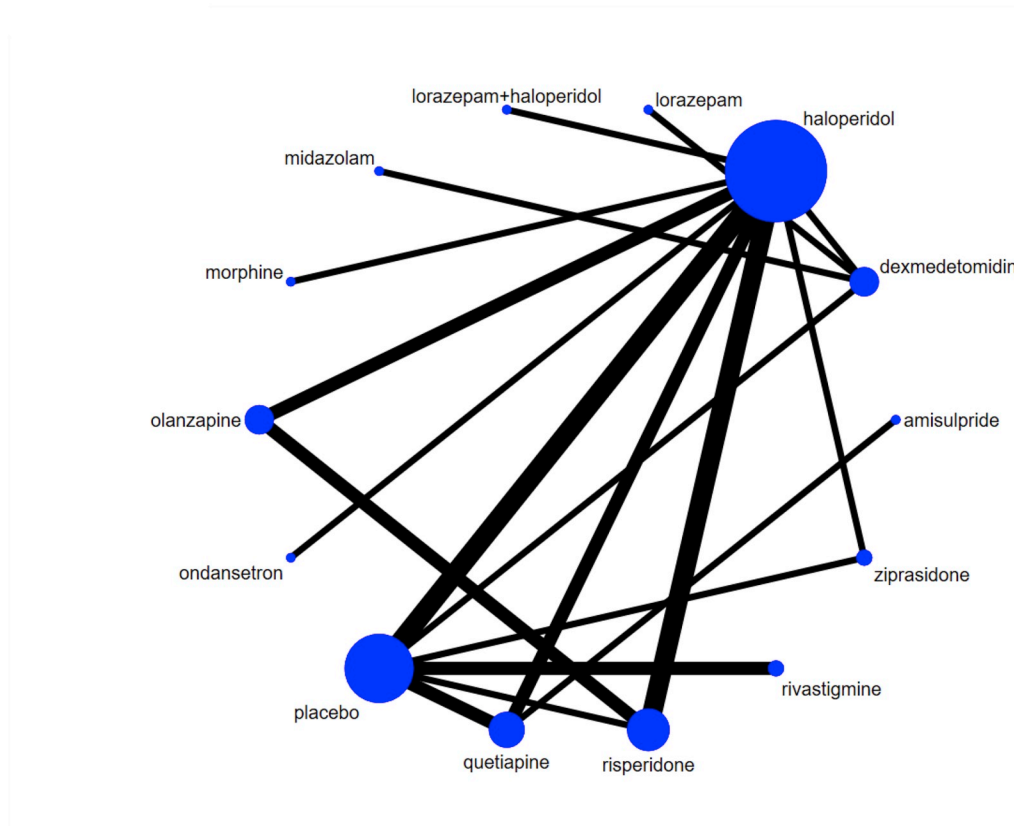 lorazepam+haloperidol
lorazepam
haloperidol
midazolam
morphine
dexmedetomidin
olanzapine
amisulpride
ondansetron
ziprasidone
rivastigmine
placebo
quetiapine
risperidone